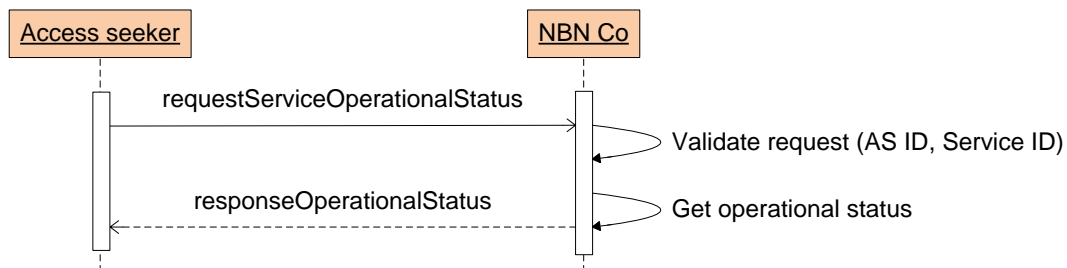 Access seeker
NBN Co
requestServiceOperationalStatus
Validate request (AS ID, Service ID)
responseOperationalStatus
Get operational status